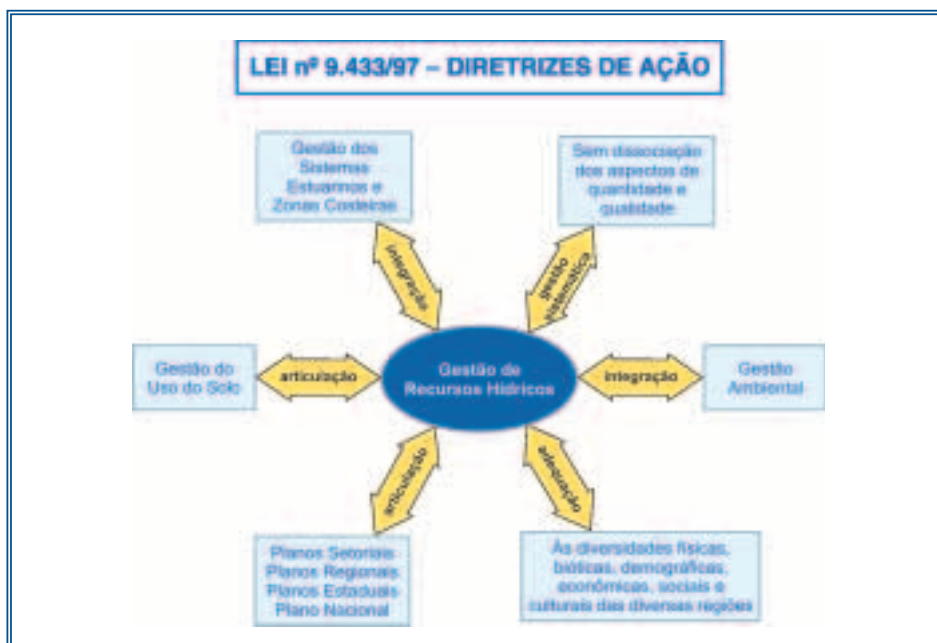 LEI nº 9.433/97 – DIRETRIZES DE AÇÃO
Gestão dos
Sistemas
Estuarinos e
Zonas Costeiras
Sem dissociação
dos aspectos de
quantidade e
qualidade
integração
gestão
sistemática
Gestão do
Uso do Solo
articulação
Gestão de
Recursos Hídricos
integração
Gestão
Ambiental
articulação
adequação
Planos Setoriais
Planos Regionais
Planos Estaduais
Plano Nacional
Às diversidades físicas,
bióticas, demográficas,
econômicas, sociais e
culturais das diversas regiões